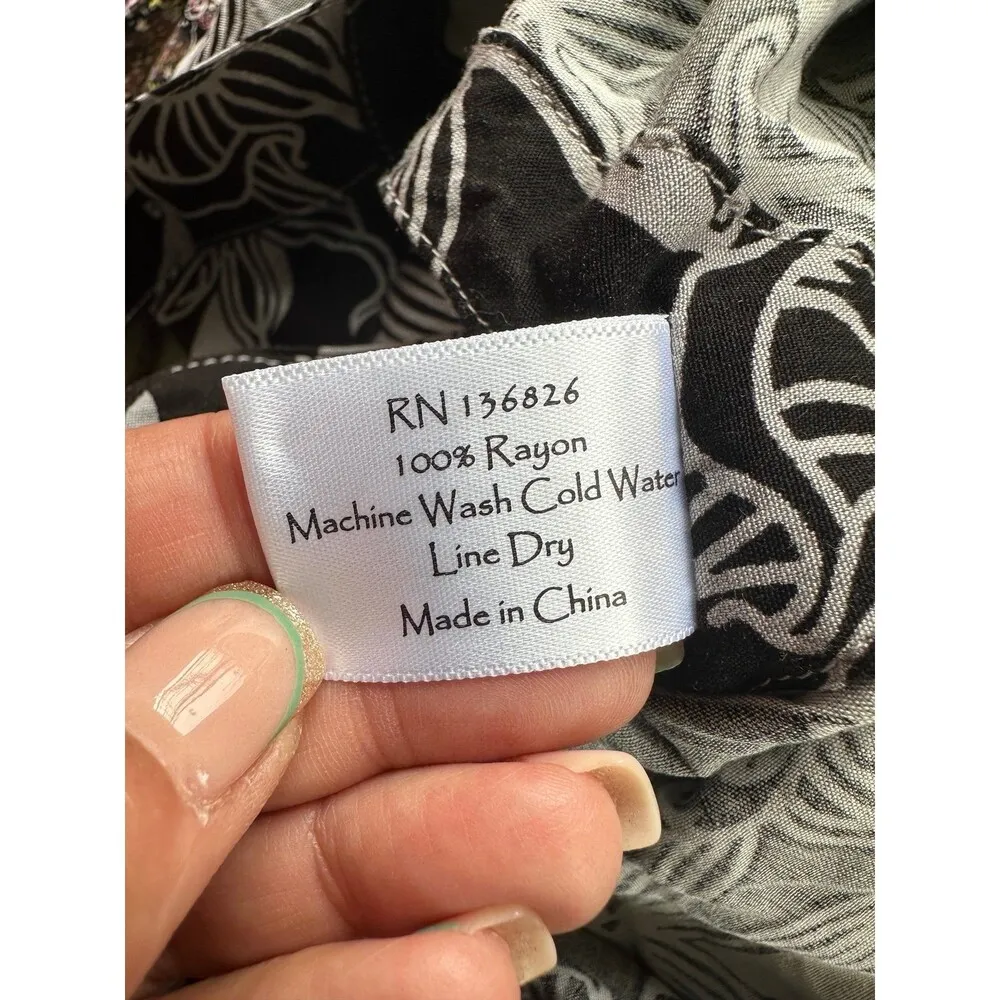 RN 136826
100% Rayon
Machine Wash Cold Water
Line Dry
Made in China